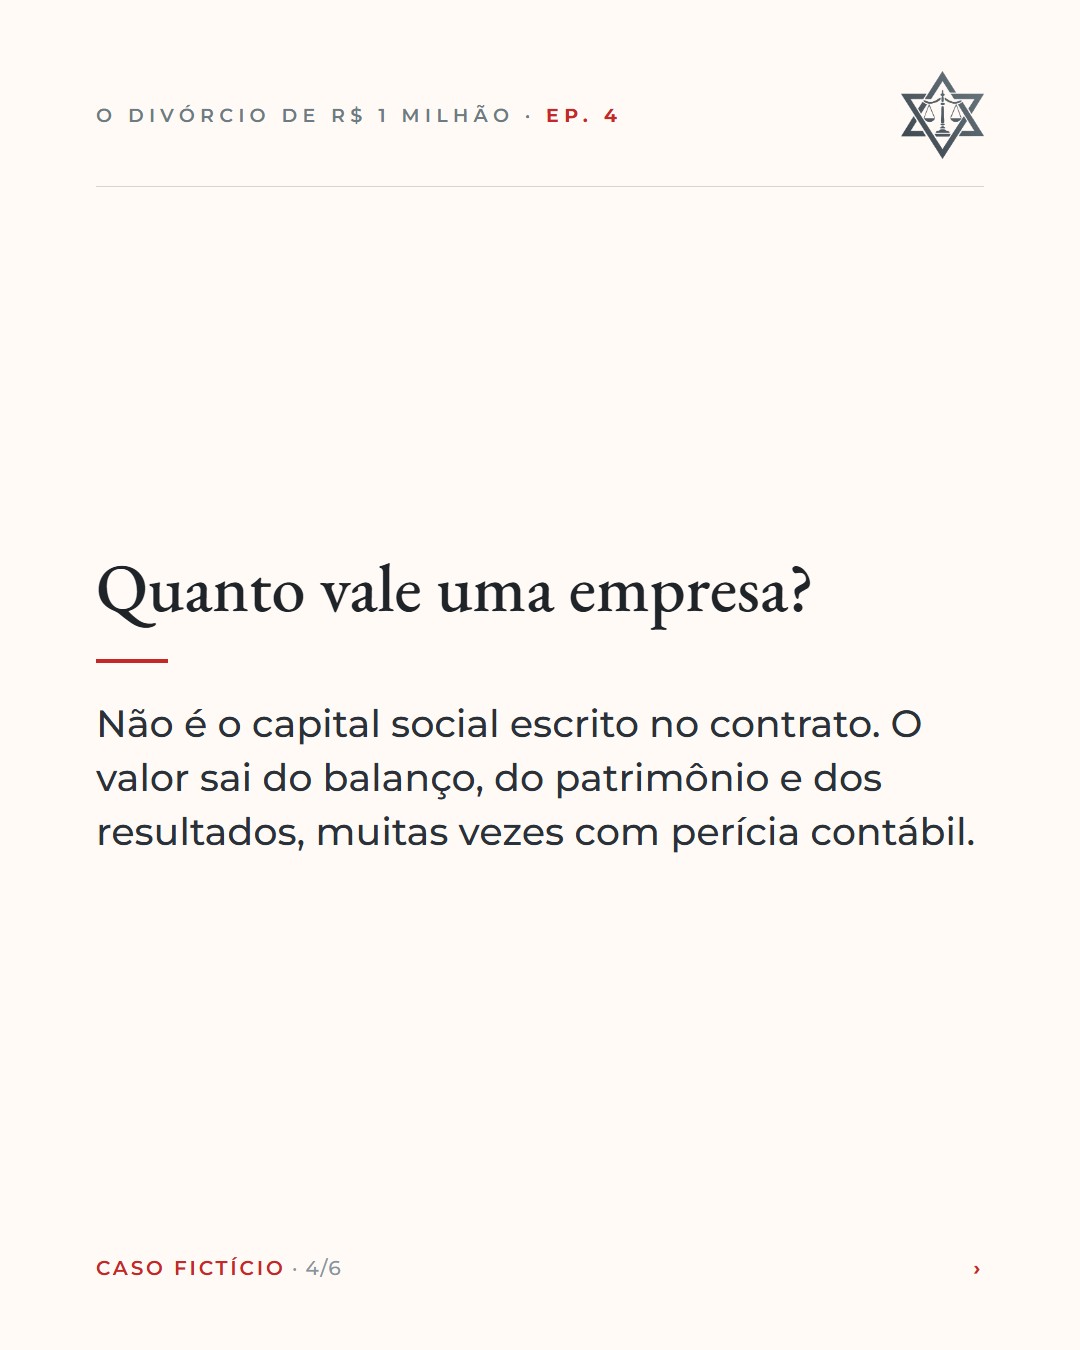 O DIVÓRCIO DE R$ 1 MILHÃO · EP. 4
Quanto vale uma empresa?
Não é o capital social escrito no contrato. O
valor sai do balanço, do patrimônio e dos
resultados, muitas vezes com perícia contábil.
CASO FICTÍCIO · 4/6 ›